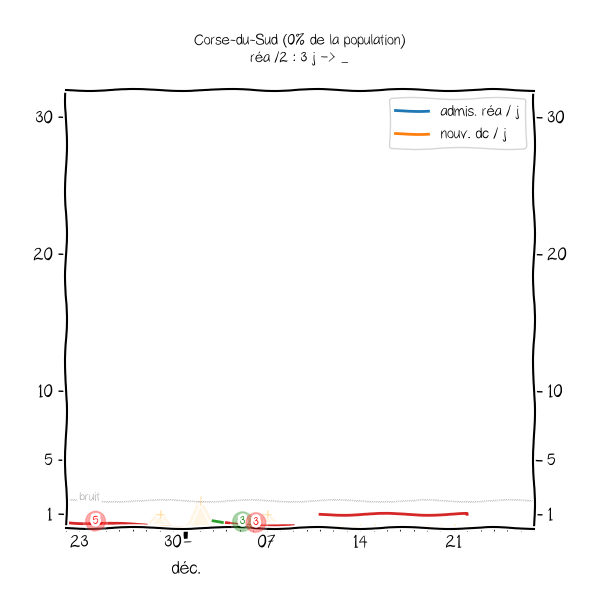 Corse-du-Sud (0% de la population)
réa /2 : 3 j -> _
admis. réa / j
nouv. dc / j
30 30
20 20
10 10
5 5
... bruit
1 1
5 3 3
23 30 07 14 21
déc.